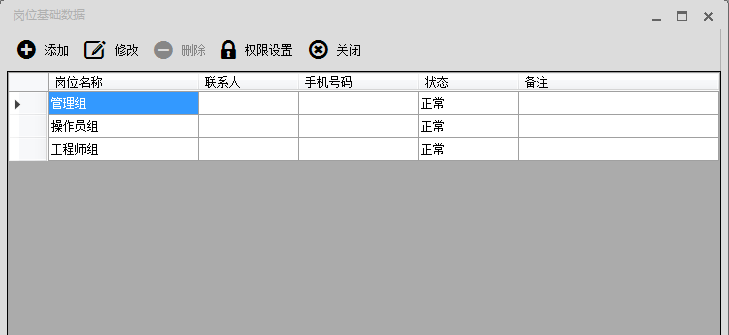 岗位基础数据
添加 修改 删除 权限设置 关闭
岗位名称 联系人 手机号码 状态 备注
管理组 正常
操作员组 正常
工程师组 正常